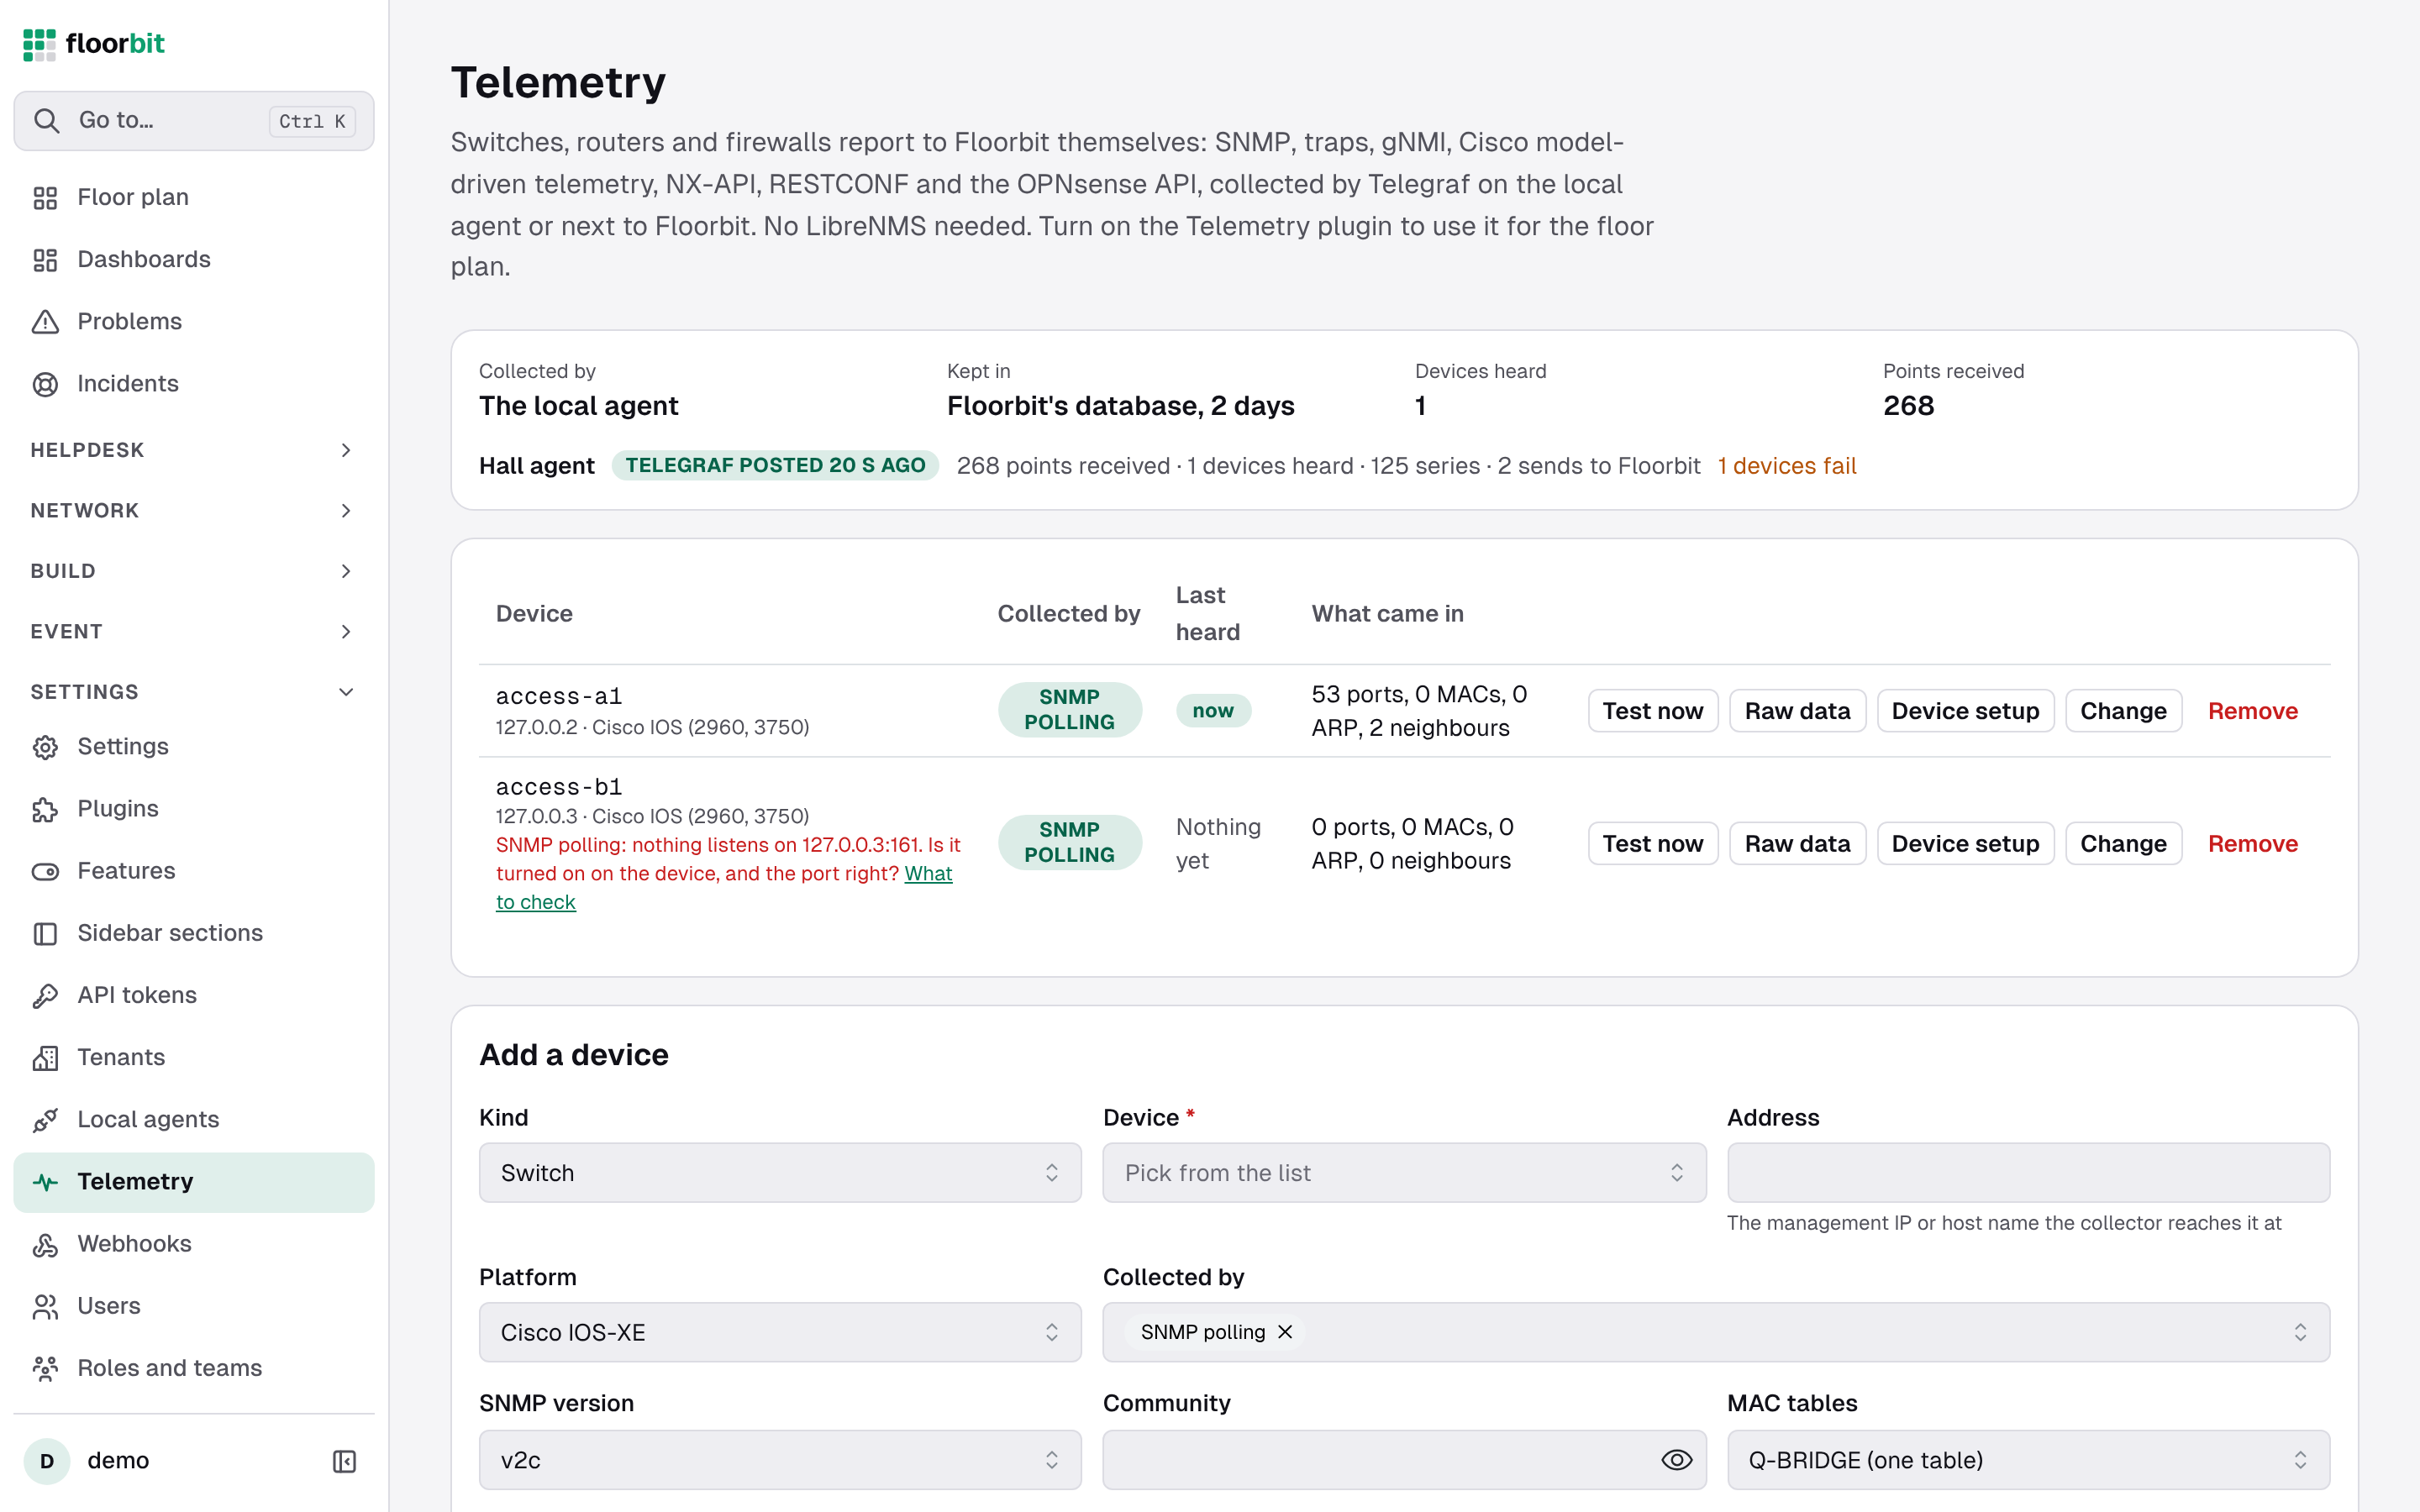 floorbit
Go to...
Ctrl K
Floor plan
Dashboards
Problems
Incidents
HELPDESK
NETWORK
BUILD
EVENT
SETTINGS
Settings
Plugins
Features
Sidebar sections
API tokens
Tenants
Local agents
Telemetry
Webhooks
Users
Roles and teams
D demo
Telemetry
Switches, routers and firewalls report to Floorbit themselves: SNMP, traps, gNMI, Cisco model-
driven telemetry, NX-API, RESTCONF and the OPNsense API, collected by Telegraf on the local
agent or next to Floorbit. No LibreNMS needed. Turn on the Telemetry plugin to use it for the floor
plan.
Collected by
The local agent
Kept in
Floorbit's database, 2 days
Devices heard
1
Points received
268
Hall agent TELEGRAF POSTED 20 S AGO 268 points received · 1 devices heard · 125 series · 2 sends to Floorbit 1 devices fail
Device
Collected by
Last
heard
What came in
access-a1
127.0.0.2 · Cisco IOS (2960, 3750)
SNMP
POLLING
now
53 ports, 0 MACs, 0
ARP, 2 neighbours
Test now
Raw data
Device setup
Change
Remove
access-b1
127.0.0.3 · Cisco IOS (2960, 3750)
SNMP polling: nothing listens on 127.0.0.3:161. Is it
turned on on the device, and the port right? What
to check
SNMP
POLLING
Nothing
yet
0 ports, 0 MACs, 0
ARP, 0 neighbours
Test now
Raw data
Device setup
Change
Remove
Add a device
Kind
Switch
Device *
Pick from the list
Address
The management IP or host name the collector reaches it at
Platform
Cisco IOS-XE
Collected by
SNMP polling
SNMP version
v2c
Community
MAC tables
Q-BRIDGE (one table)